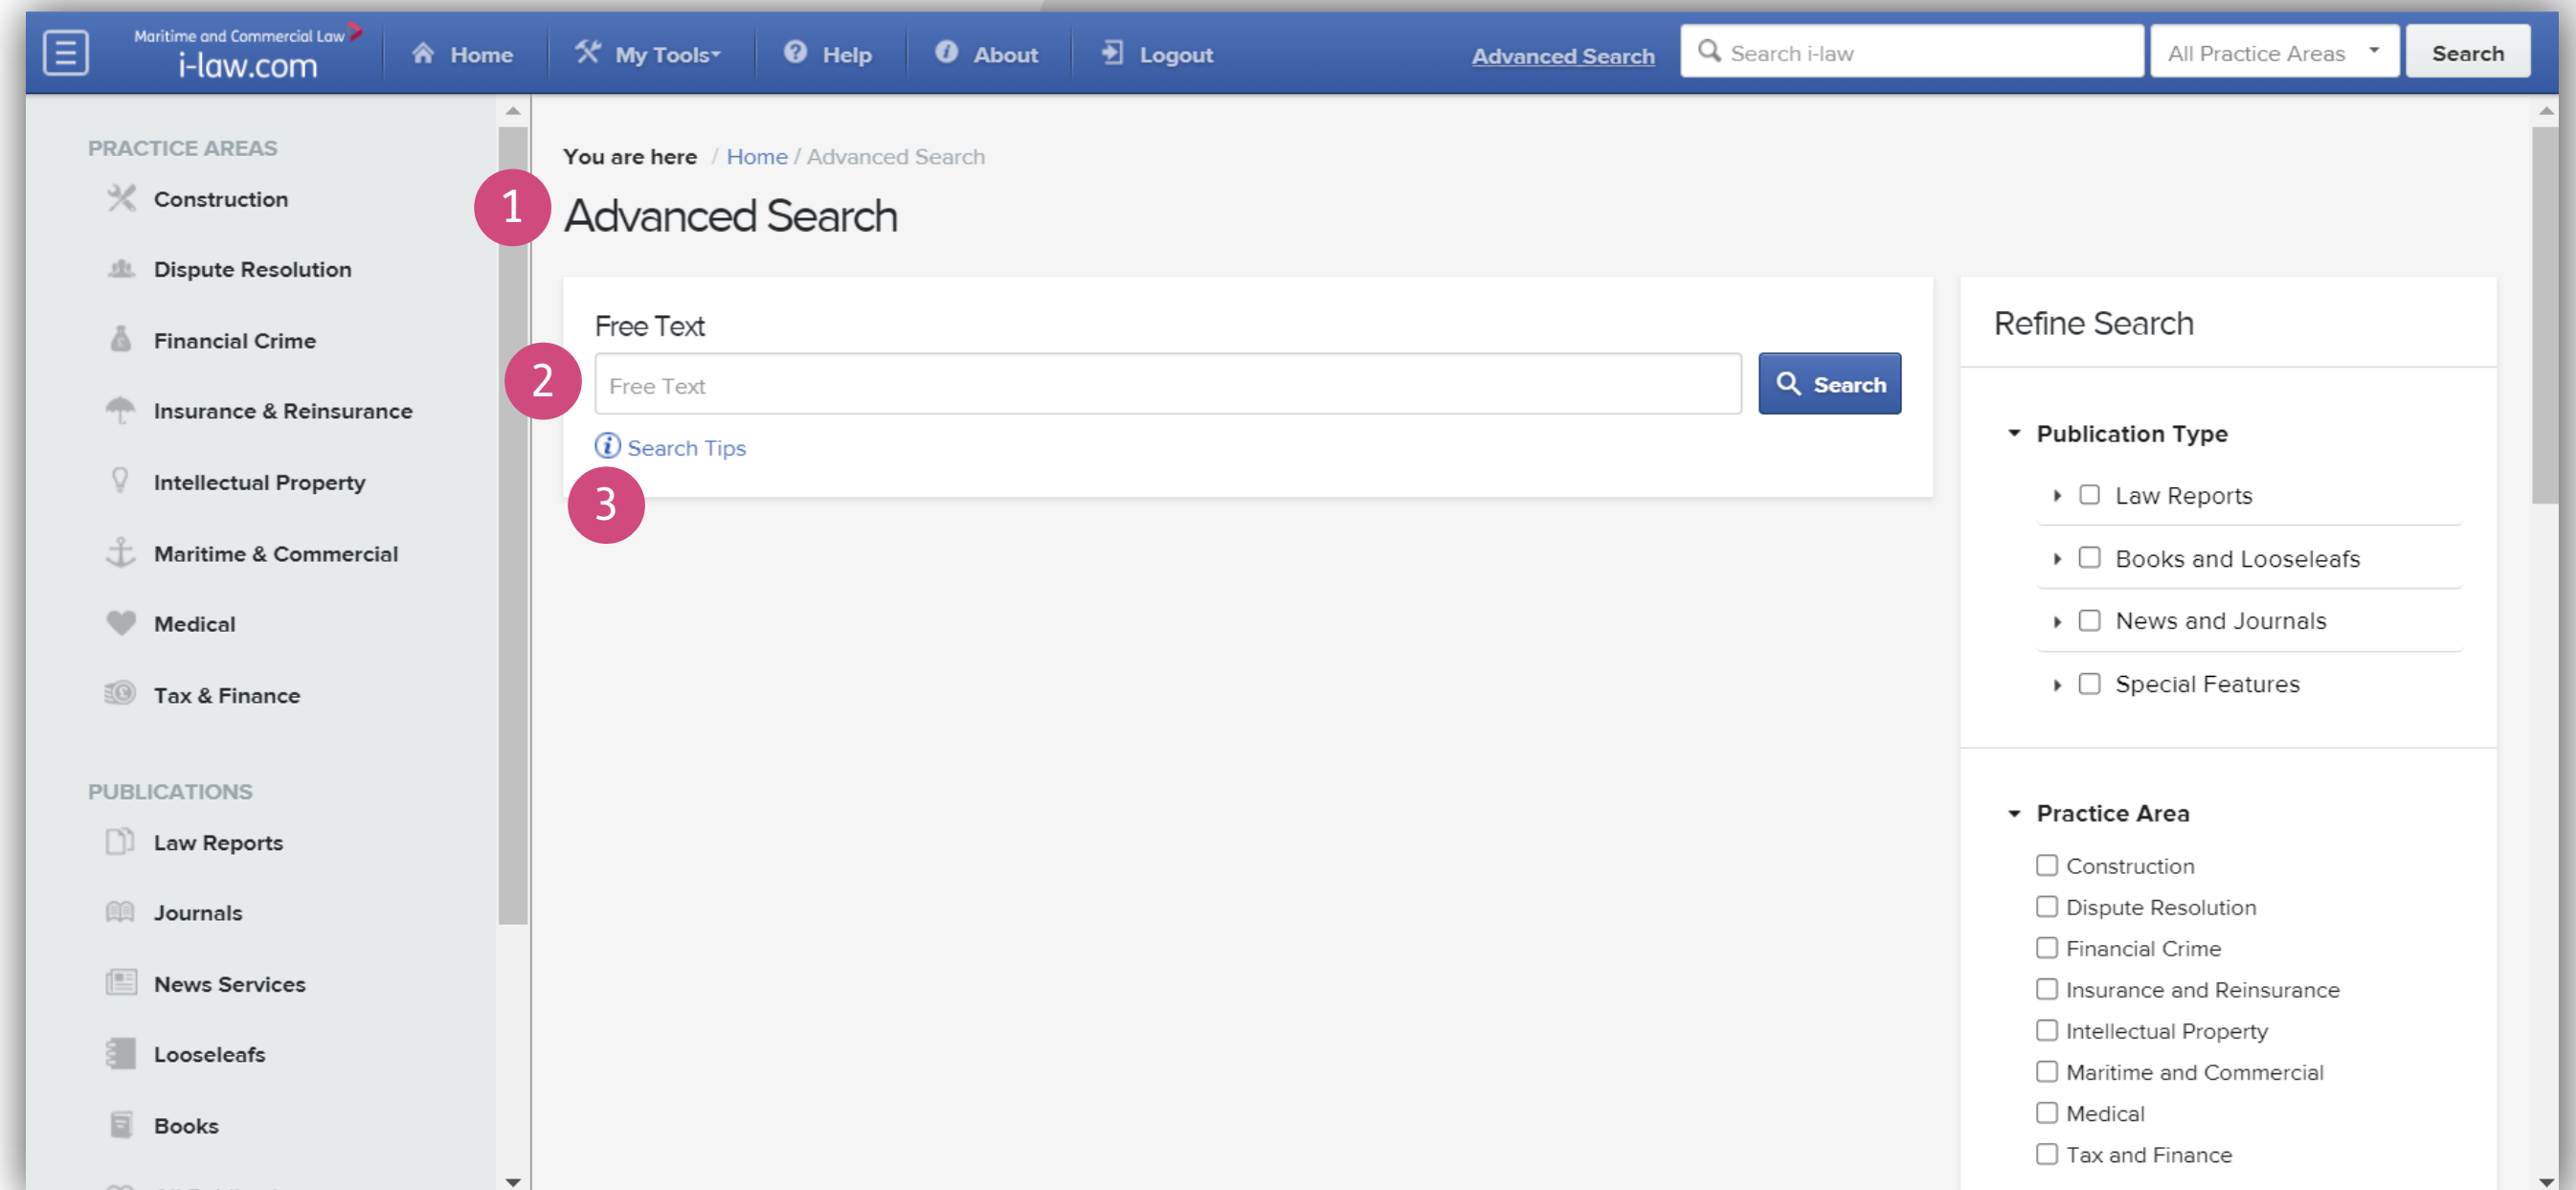 Maritime and Commercial Law
i-law.com
Home
My Tools
Help
About
Logout
Advanced Search
Search i-law
All Practice Areas
Search
PRACTICE AREAS
Construction
Dispute Resolution
Financial Crime
Insurance & Reinsurance
Intellectual Property
Maritime & Commercial
Medical
Tax & Finance
PUBLICATIONS
Law Reports
Journals
News Services
Looseleafs
Books
You are here / Home / Advanced Search
1
Advanced Search
Free Text
2
Free Text
Search
Search Tips
3
Refine Search
Publication Type
Law Reports
Books and Looseleafs
News and Journals
Special Features
Practice Area
Construction
Dispute Resolution
Financial Crime
Insurance and Reinsurance
Intellectual Property
Maritime and Commercial
Medical
Tax and Finance